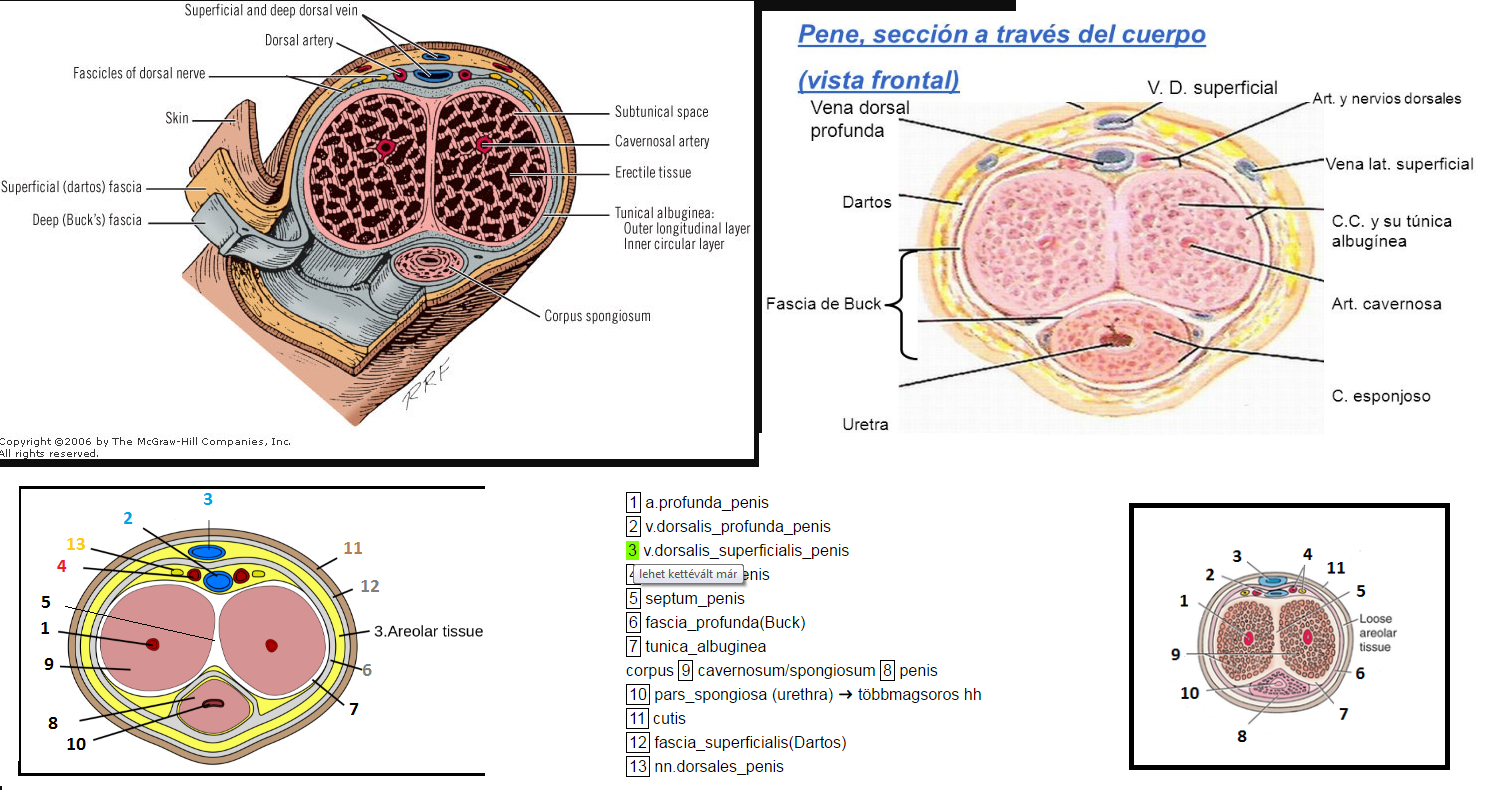 Superficial and deep dorsal vein
Dorsal artery
Fascicles of dorsal nerve
Skin
Superficial (dartos) fascia
Deep (Buck's) fascia
Subtunical space
Cavernosal artery
Erectile tissue
Tunical albuginea:
Outer longitudinal layer
Inner circular layer
Corpus spongiosum
RRF
Copyright ©2006 by The McGraw-Hill Companies, Inc.
All rights reserved.
Pene, sección a través del cuerpo
(vista frontal)
Vena dorsal
profunda
V. D. superficial
Art. y nervios dorsales
Vena lat. superficial
Dartos
C.C. y su túnica
albugínea
Fascia de Buck
Art. cavernosa
C. esponjoso
Uretra
3
2
13
4
11
12
5
1
3.Areolar tissue
9
6
8
7
10
1 a.profunda_penis
2 v.dorsalis_profunda_penis
3 v.dorsalis_superficialis_penis
lehet kettévált már
enis
5 septum_penis
6 fascia_profunda(Buck)
7 tunica_albuginea
corpus 9 cavernosum/spongiosum 8 penis
10 pars_spongiosa (urethra) ➔ többmagsoros hh
11 cutis
12 fascia_superficialis(Dartos)
13 nn.dorsales_penis
3
4
2
11
1
5
Loose
areolar
tissue
9
6
10
7
8